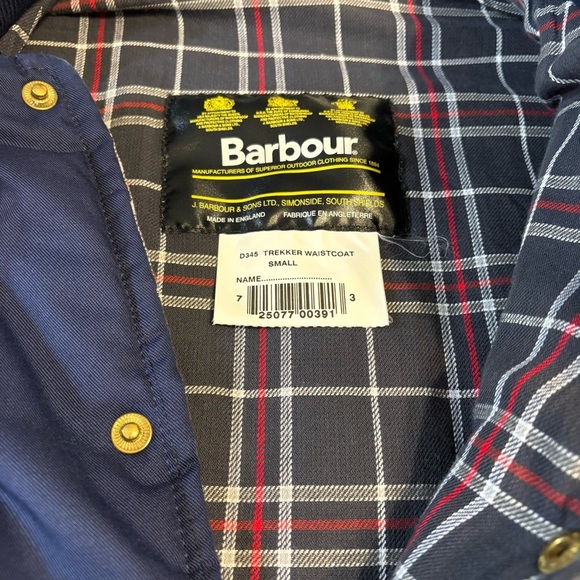 Barbour
MANUFACTURERS OF SUPERIOR OUTDOOR CLOTHING SINCE 1894
J. BARBOUR & SONS LTD., SIMONSIDE, SOUTH SHIELDS
MADE IN ENGLAND FABRIQUE EN ANGLETERRE
D345 TREKKER WAISTCOAT
SMALL
NAME..............................
7 25077 00391 3